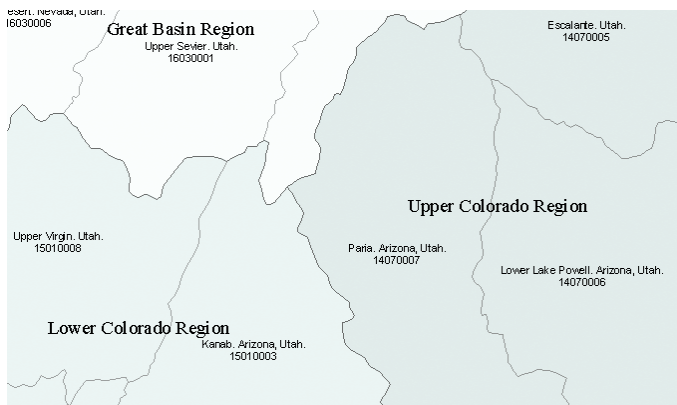 Nevada, Utah.
16030006
Great Basin Region
Upper Sevier. Utah.
16030001
Escalante. Utah.
14070005
Upper Colorado Region
Upper Virgin. Utah.
15010008
Paria. Arizona, Utah.
14070007
Lower Lake Powell. Arizona, Utah.
14070006
Lower Colorado Region
Kanab. Arizona, Utah.
15010003